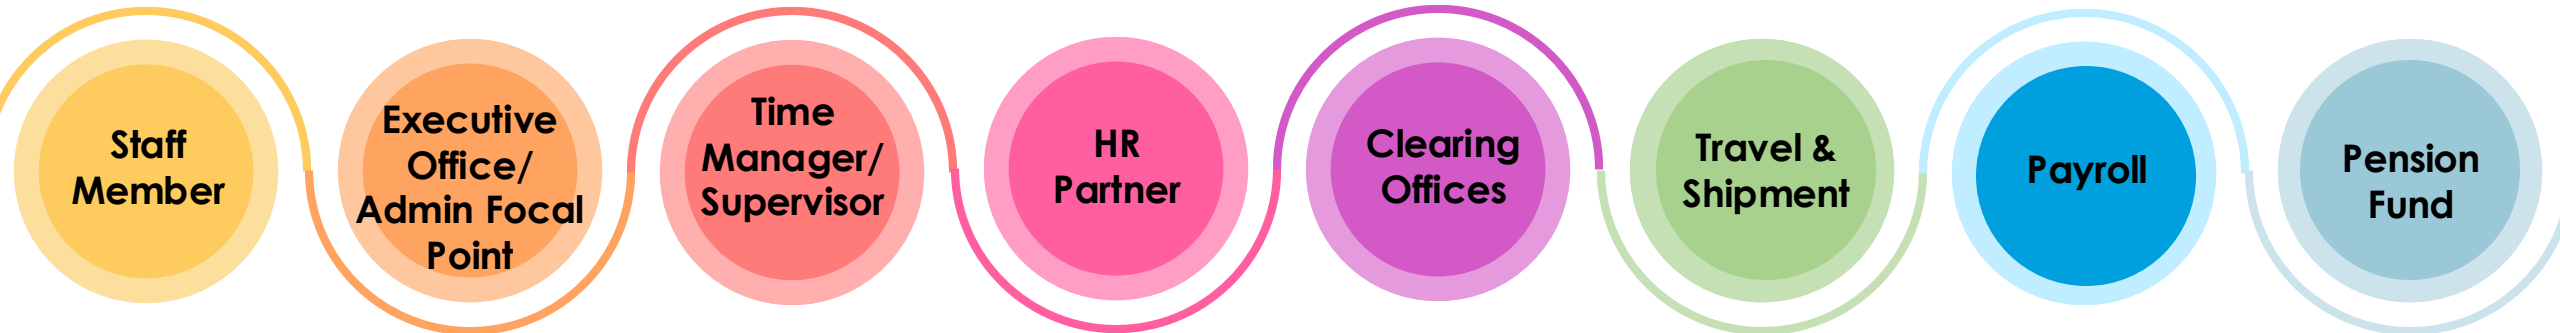 Staff
Member
Executive
Office/
Admin Focal
Point
Time
Manager/
Supervisor
HR
Partner
Clearing
Offices
Travel &
Shipment
Payroll
Pension
Fund